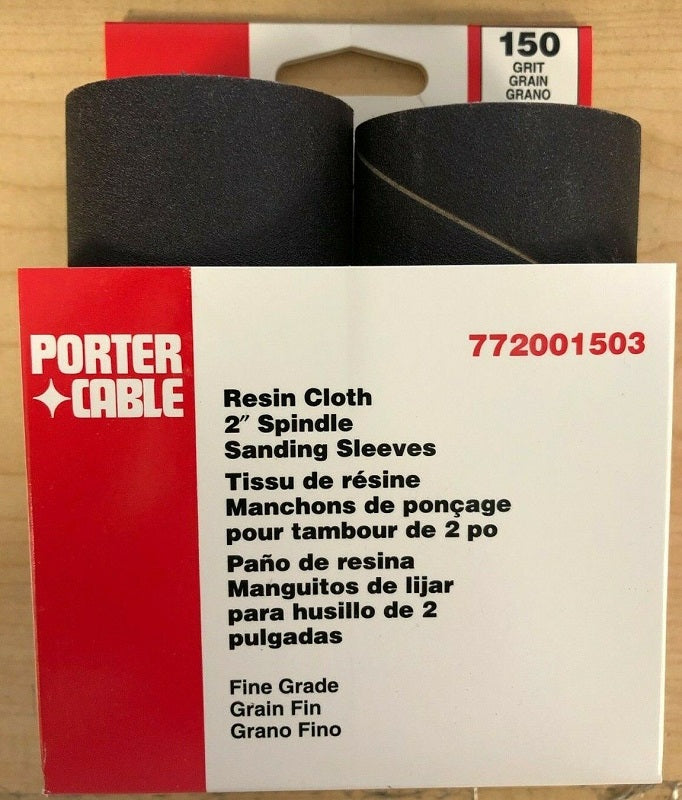 150
GRIT
GRAIN
GRANO
PORTER
CABLE
772001503
Resin Cloth
2″ Spindle
Sanding Sleeves
Tissu de résine
Manchons de ponçage
pour tambour de 2 po
Paño de resina
Manguitos de lijar
para husillo de 2
pulgadas
Fine Grade
Grain Fin
Grano Fino